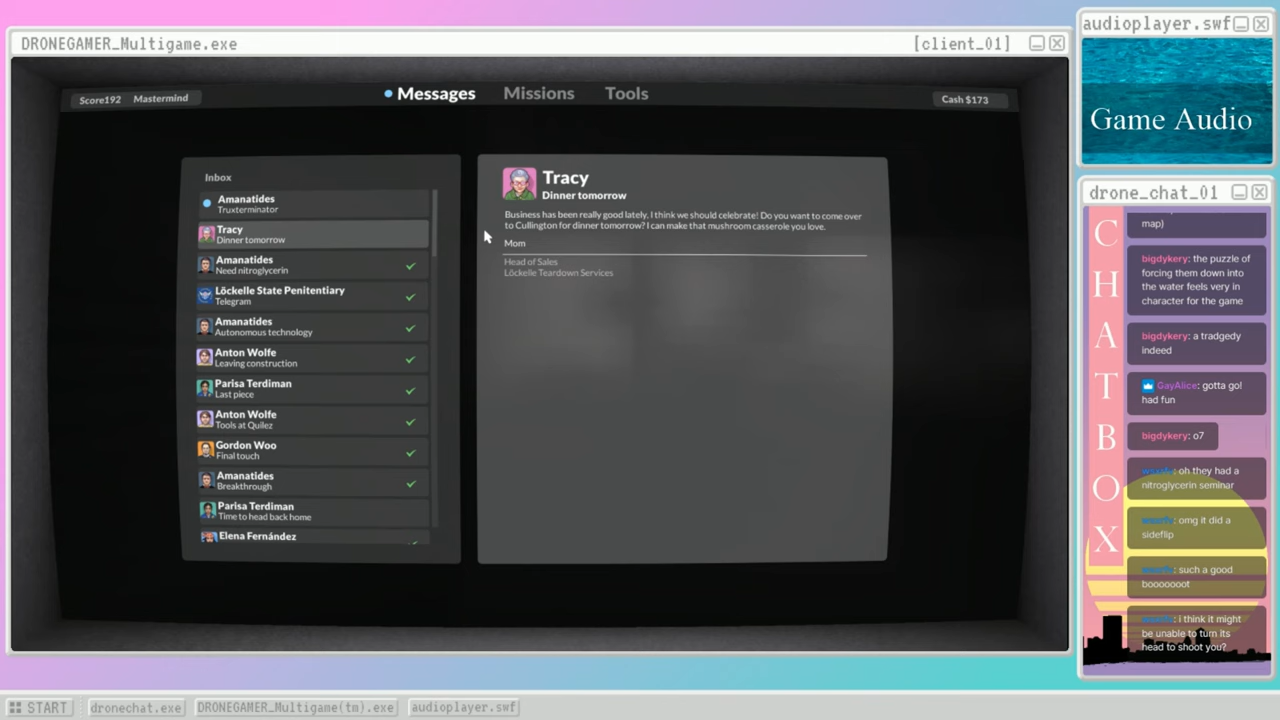 DRONEGAMER_Multigame.exe
[client_01]
Score192 Mastermind
Messages Missions Tools
Cash $173
Inbox
Amanatides
Truxterminator
Tracy
Dinner tomorrow
Amanatides
Need nitroglycerin
Löckelle State Penitentiary
Telegram
Amanatides
Autonomous technology
Anton Wolfe
Leaving construction
Parisa Terdiman
Last piece
Anton Wolfe
Tools at Quilez
Gordon Woo
Final touch
Amanatides
Breakthrough
Parisa Terdiman
Time to head back home
Elena Fernández
Tracy
Dinner tomorrow
Business has been really good lately, I think we should celebrate! Do you want to come over
to Cullington for dinner tomorrow? I can make that mushroom casserole you love.
Mom
Head of Sales
Löckelle Teardown Services
audioplayer.swf
Game Audio
drone_chat_01
CHATBOX
map)
bigdykery: the puzzle of
forcing them down into
the water feels very in
character for the game
bigdykery: a tradgedy
indeed
GayAlice: gotta go!
had fun
bigdykery: o7
: oh they had a
nitroglycerin seminar
: omg it did a
sideflip
: such a good
booooooot
: i think it might
be unable to turn its
head to shoot you?
START
dronechat.exe
DRONEGAMER_Multigame(tm).exe
audioplayer.swf